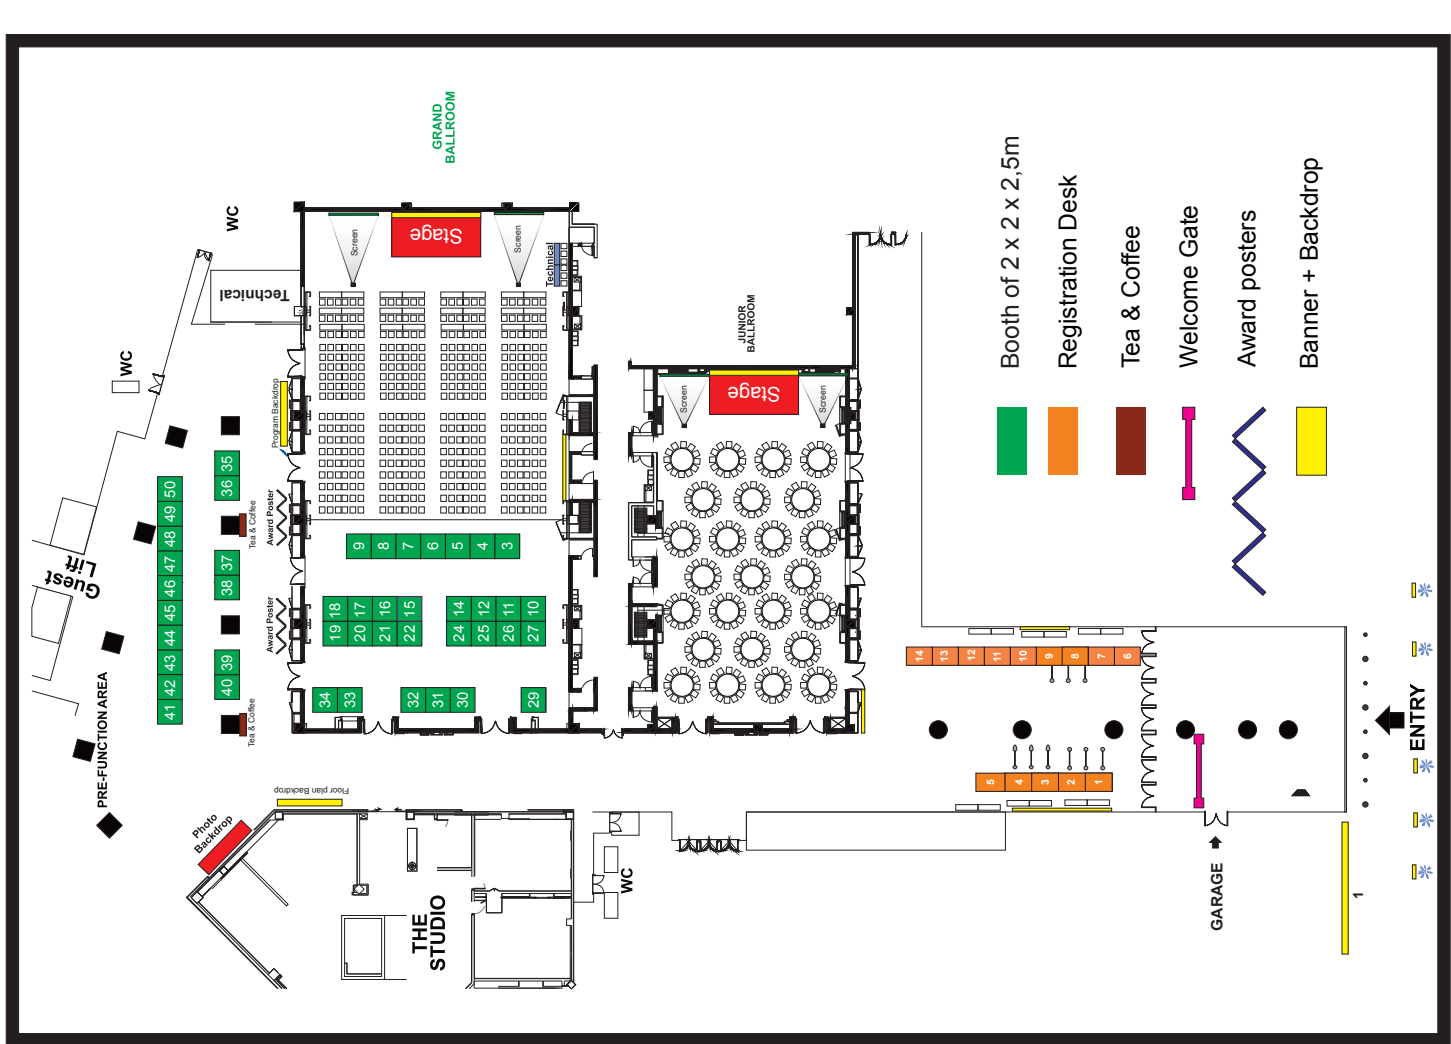 GRAND
BALLROOM
WC
Technical
Screen
Stage
Screen
Technical
WC
Program Backdrop
JUNIOR
BALLROOM
Screen
Stage
Screen
Booth of 2 x 2 x 2,5m
Registration Desk
Tea & Coffee
Welcome Gate
Award posters
Banner + Backdrop
Guest
Lift
50
49
48
47
46
45
44
43
42
41
35
36
Tea & Coffee
37
38
39
40
Tea & Coffee
Award Poster
Award Poster
9
8
7
6
5
4
3
18
17
16
15
14
12
11
10
19
20
21
22
24
25
26
27
34
33
32
31
30
29
PRE-FUNCTION AREA
Photo
Backdrop
Floor plan Backdrop
THE
STUDIO
WC
14
13
12
11
10
9
8
7
6
5
4
3
2
1
ENTRY
GARAGE
1